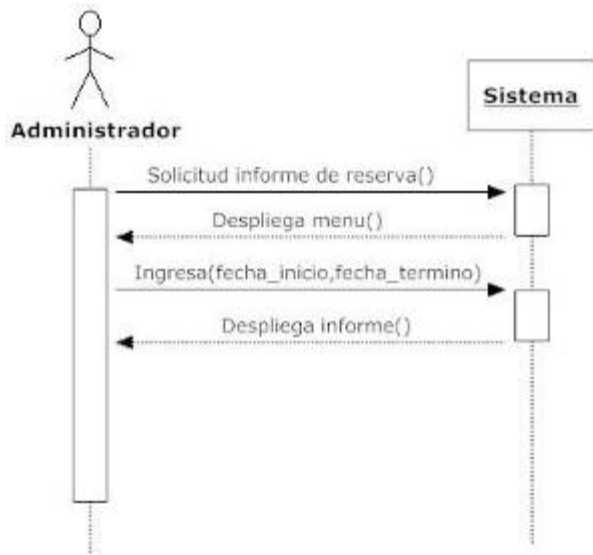 Sistema
Administrador
Solicitud informe de reserva()
Despliega menu()
Ingresa(fecha_inicio,fecha_termino)
Despliega informe()